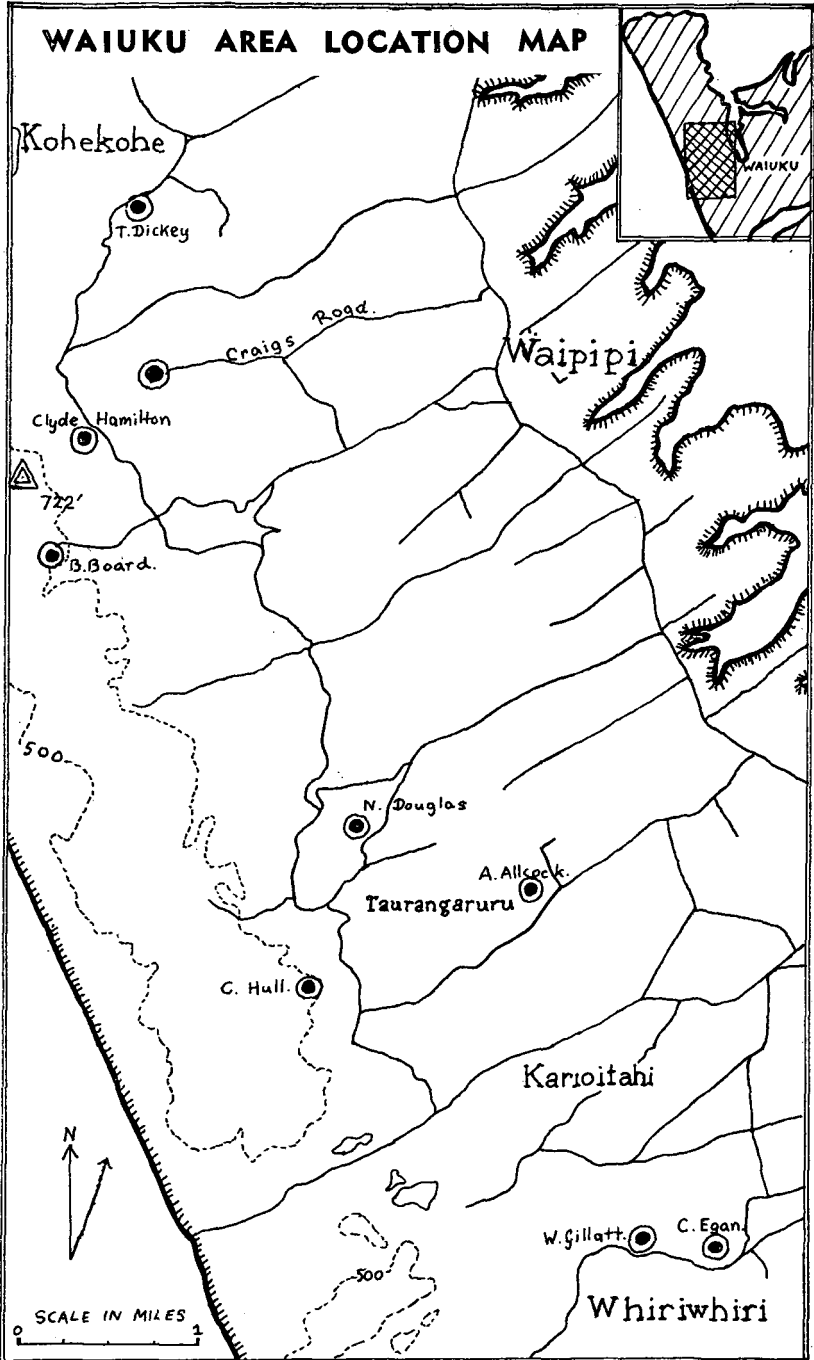 WAIUKU AREA LOCATION MAP
WAIUKU
Kohekohe
T. Dickey
Craigs Road.
Waipipi
Clyde Hamilton
722'
B. Board.
500
N. Douglas
A. Allcock.
Taurangaruru
C. Hull.
Karioitahi
N
W. Gillatt.
C. Egan.
500
Whiriwhiri
SCALE IN MILES
0 1